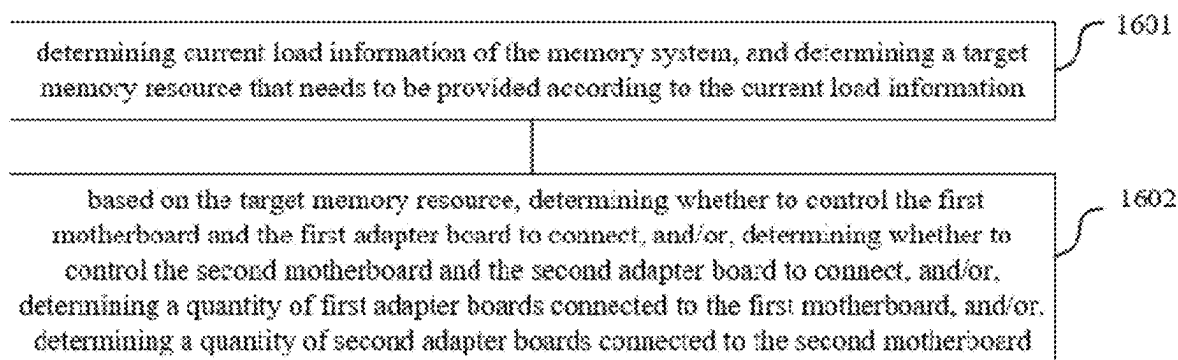 1601
determining current load information of the memory system, and determining a target
memory resource that needs to be provided according to the current load information
1602
based on the target memory resource, determining whether to control the first
motherboard and the first adapter board to connect, and/or, determining whether to
control the second motherboard and the second adapter board to connect, and/or,
determining a quantity of first adapter boards connected to the first motherboard, and/or,
determining a quantity of second adapter boards connected to the second motherboard